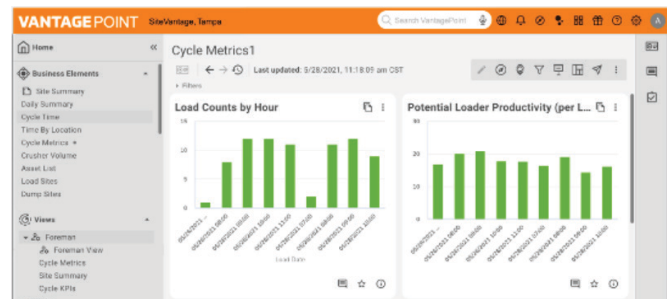 VANTAGEPOINT SiteVantage, Tampa
Search VantagePoint
A
Home
Business Elements
Site Summary
Daily Summary
Cycle Time
Time By Location
Cycle Metrics
Crusher Volume
Asset List
Load Sites
Dump Sites
Views
Foreman
Foreman View
Cycle Metrics
Site Summary
Cycle KPIs
Cycle Metrics1
Last updated: 5/28/2021, 11:18:09 am CST
Filters
Load Counts by Hour
15
10
5
0
Load Date
Potential Loader Productivity (per L...
30
20
10
0